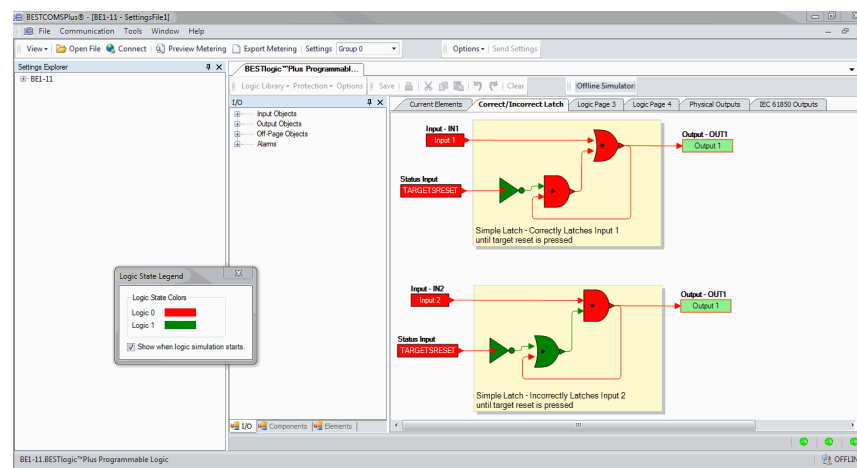 BESTCOMSPlus® - [BE1-11 - SettingsFile1]
File Communication Tools Window Help
View Open File Connect Preview Metering Export Metering Settings Group 0 Options Send Settings
Settings Explorer
BE1-11
BESTlogic™Plus Programmabl...
Logic Library Protection Options Save Clear Offline Simulator
I/O
Input Objects
Output Objects
Off-Page Objects
Alarms
Current Elements Correct/Incorrect Latch Logic Page 3 Logic Page 4 Physical Outputs IEC 61850 Outputs
Input - IN1
Input 1
Output - OUT1
Output 1
Status Input
TARGETSRESET
Simple Latch - Correctly Latches Input 1
until target reset is pressed
Logic State Legend
Logic State Colors
Logic 0
Logic 1
Show when logic simulation starts.
Input - IN2
Input 2
Output - OUT1
Output 1
Status Input
TARGETSRESET
Simple Latch - Incorrectly Latches Input 2
until target reset is pressed
I/O Components Elements
BE1-11.BESTlogic™Plus Programmable Logic
OFFLIN